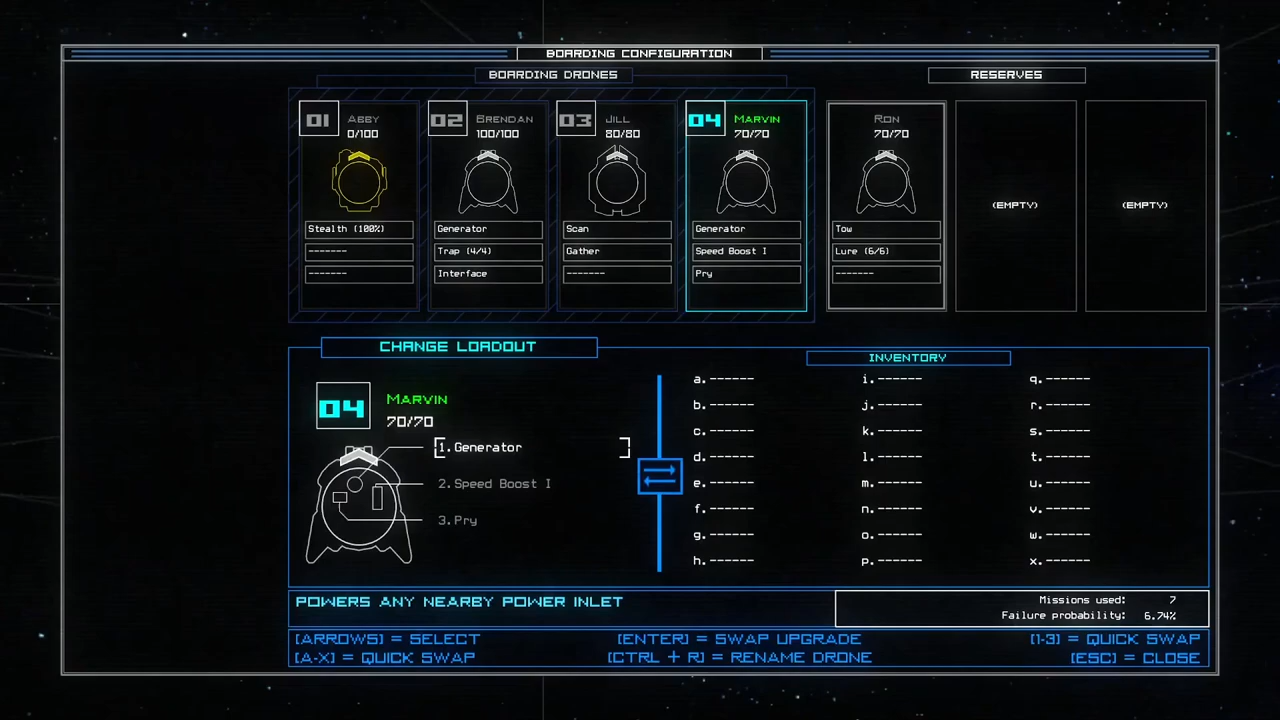 BOARDING CONFIGURATION
BOARDING DRONES
RESERVES
01 ABBY
0/100
Stealth (100%)
-------
-------
02 BRENDAN
100/100
Generator
Trap (4/4)
Interface
03 JILL
80/80
Scan
Gather
-------
04 MARVIN
70/70
Generator
Speed Boost I
Pry
RON
70/70
Tow
Lure (6/6)
-------
(EMPTY)
(EMPTY)
CHANGE LOADOUT
04 MARVIN
70/70
1.Generator
2.Speed Boost I
3.Pry
INVENTORY
a.------
b.------
c.------
d.------
e.------
f.------
g.------
h.------
i.------
j.------
k.------
l.------
m.------
n.------
o.------
p.------
q.------
r.------
s.------
t.------
u.------
v.------
w.------
x.------
POWERS ANY NEARBY POWER INLET
Missions used: 7
Failure probability: 6.74%
[ARROWS] = SELECT [ENTER] = SWAP UPGRADE [1-3] = QUICK SWAP
[A-X] = QUICK SWAP [CTRL + R] = RENAME DRONE [ESC] = CLOSE